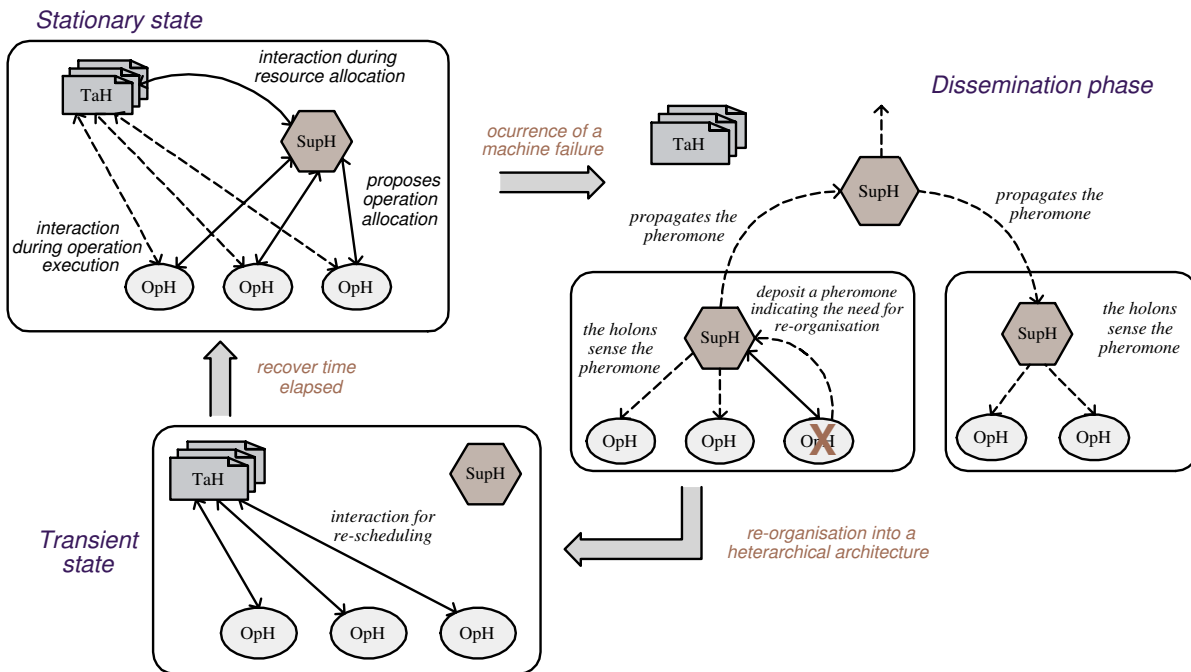 Stationary state
interaction during
resource allocation
TaH
SupH
proposes
operation
allocation
interaction
during operation
execution
OpH
OpH
OpH
ocurrence of a
machine failure
Dissemination phase
TaH
SupH
propagates the
pheromone
propagates the
pheromone
deposit a pheromone
indicating the need for
re-organisation
the holons
sense the
pheromone
SupH
OpH
OpH
OpH
X
SupH
the holons
sense the
pheromone
OpH
OpH
recover time
elapsed
re-organisation into a
heterarchical architecture
Transient
state
TaH
SupH
interaction for
re-scheduling
OpH
OpH
OpH